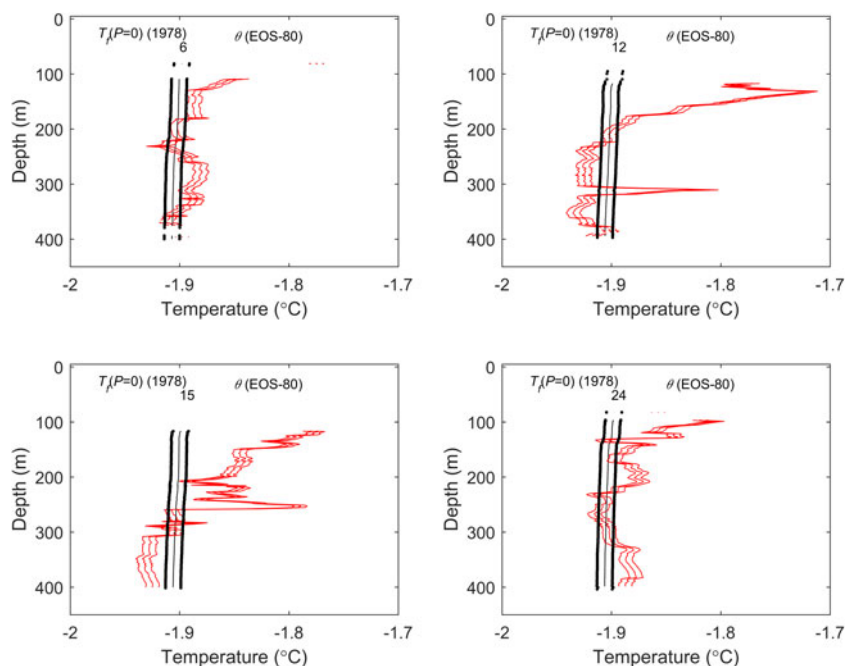 T_f(P=0) (1978) θ (EOS-80)
6
0
100
200
300
400
Depth (m)
-2 -1.9 -1.8 -1.7
Temperature (°C)
T_f(P=0) (1978) θ (EOS-80)
12
0
100
200
300
400
Depth (m)
-2 -1.9 -1.8 -1.7
Temperature (°C)
T_f(P=0) (1978) θ (EOS-80)
15
0
100
200
300
400
Depth (m)
-2 -1.9 -1.8 -1.7
Temperature (°C)
T_f(P=0) (1978) θ (EOS-80)
24
0
100
200
300
400
Depth (m)
-2 -1.9 -1.8 -1.7
Temperature (°C)